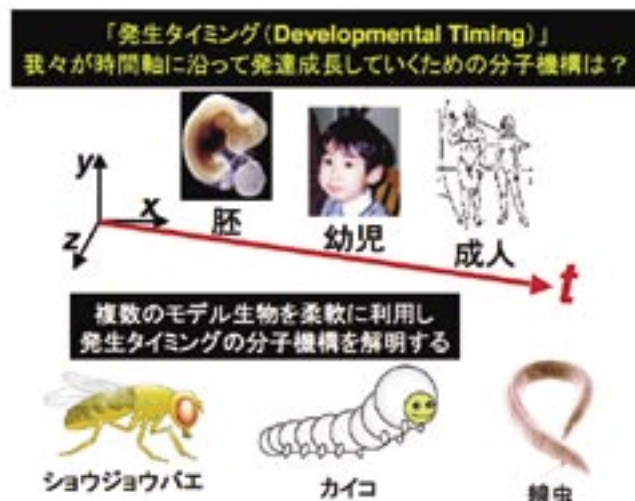 「発生タイミング(Developmental Timing)」
我々が時間軸に沿って発達成長していくための分子機構は?
y
x
z
胚
幼児
成人
t
複数のモデル生物を柔軟に利用し
発生タイミングの分子機構を解明する
ショウジョウバエ
カイコ
線虫